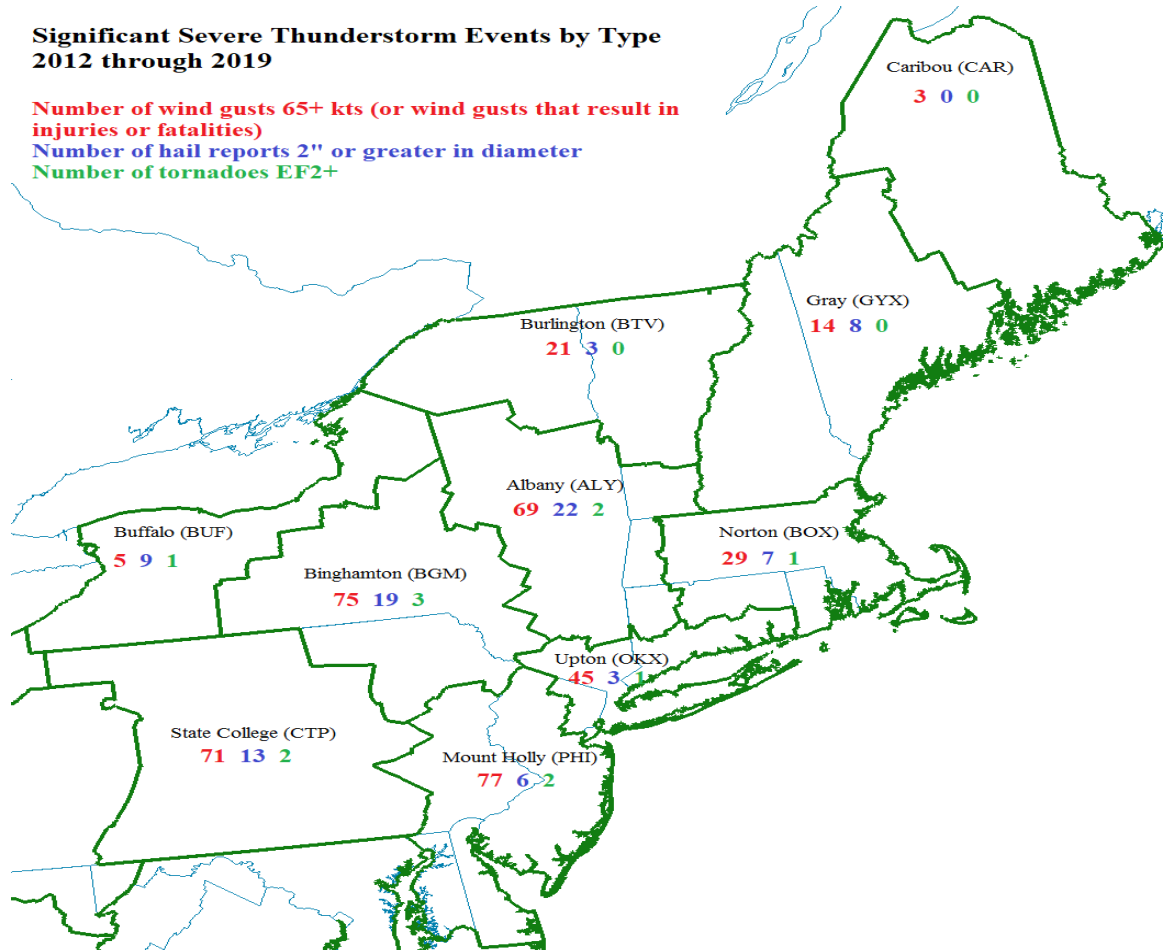 Significant Severe Thunderstorm Events by Type
2012 through 2019
Number of wind gusts 65+ kts (or wind gusts that result in
injuries or fatalities)
Number of hail reports 2" or greater in diameter
Number of tornadoes EF2+
Caribou (CAR)
3 0 0
Gray (GYX)
14 8 0
Burlington (BTV)
21 3 0
Albany (ALY)
69 22 2
Buffalo (BUF)
5 9 1
Norton (BOX)
29 7 1
Binghamton (BGM)
75 19 3
Upton (OKX)
45 3 1
State College (CTP)
71 13 2
Mount Holly (PHI)
77 6 2